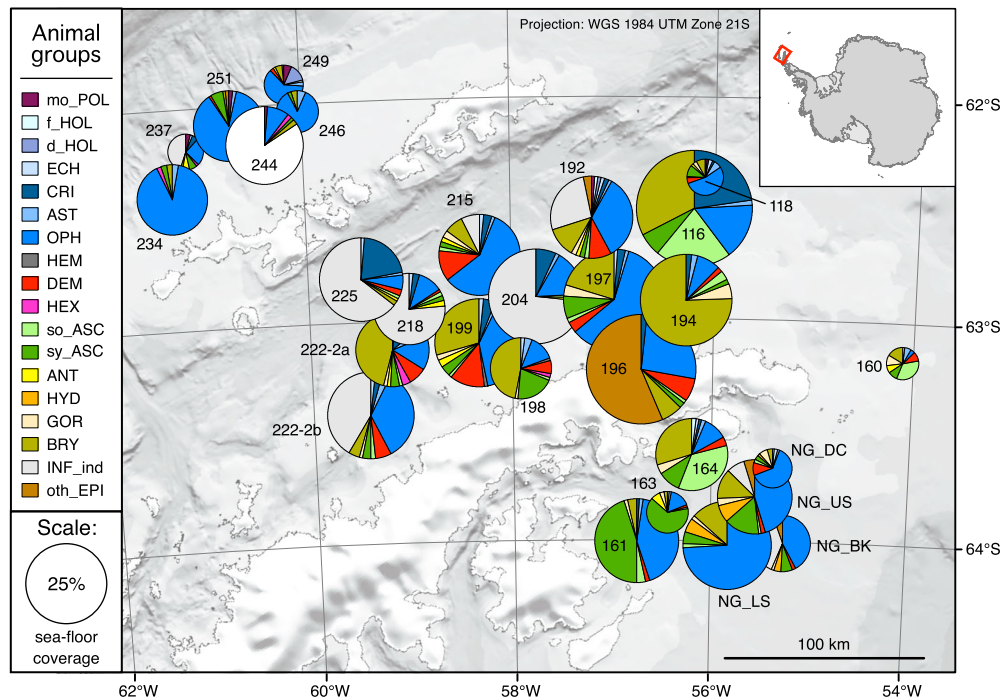 Animal
groups
mo_POL
f_HOL
d_HOL
ECH
CRI
AST
OPH
HEM
DEM
HEX
so_ASC
sy_ASC
ANT
HYD
GOR
BRY
INF_ind
oth_EPI
Scale:
25%
sea-floor
coverage
Projection: WGS 1984 UTM Zone 21S
249
251
246
237
244
234
192
118
116
215
197
225
204
194
218
199
222-2a
196
160
198
222-2b
NG_DC
164
163
NG_US
161
NG_BK
NG_LS
100 km
62°S
63°S
64°S
62°W
60°W
58°W
56°W
54°W